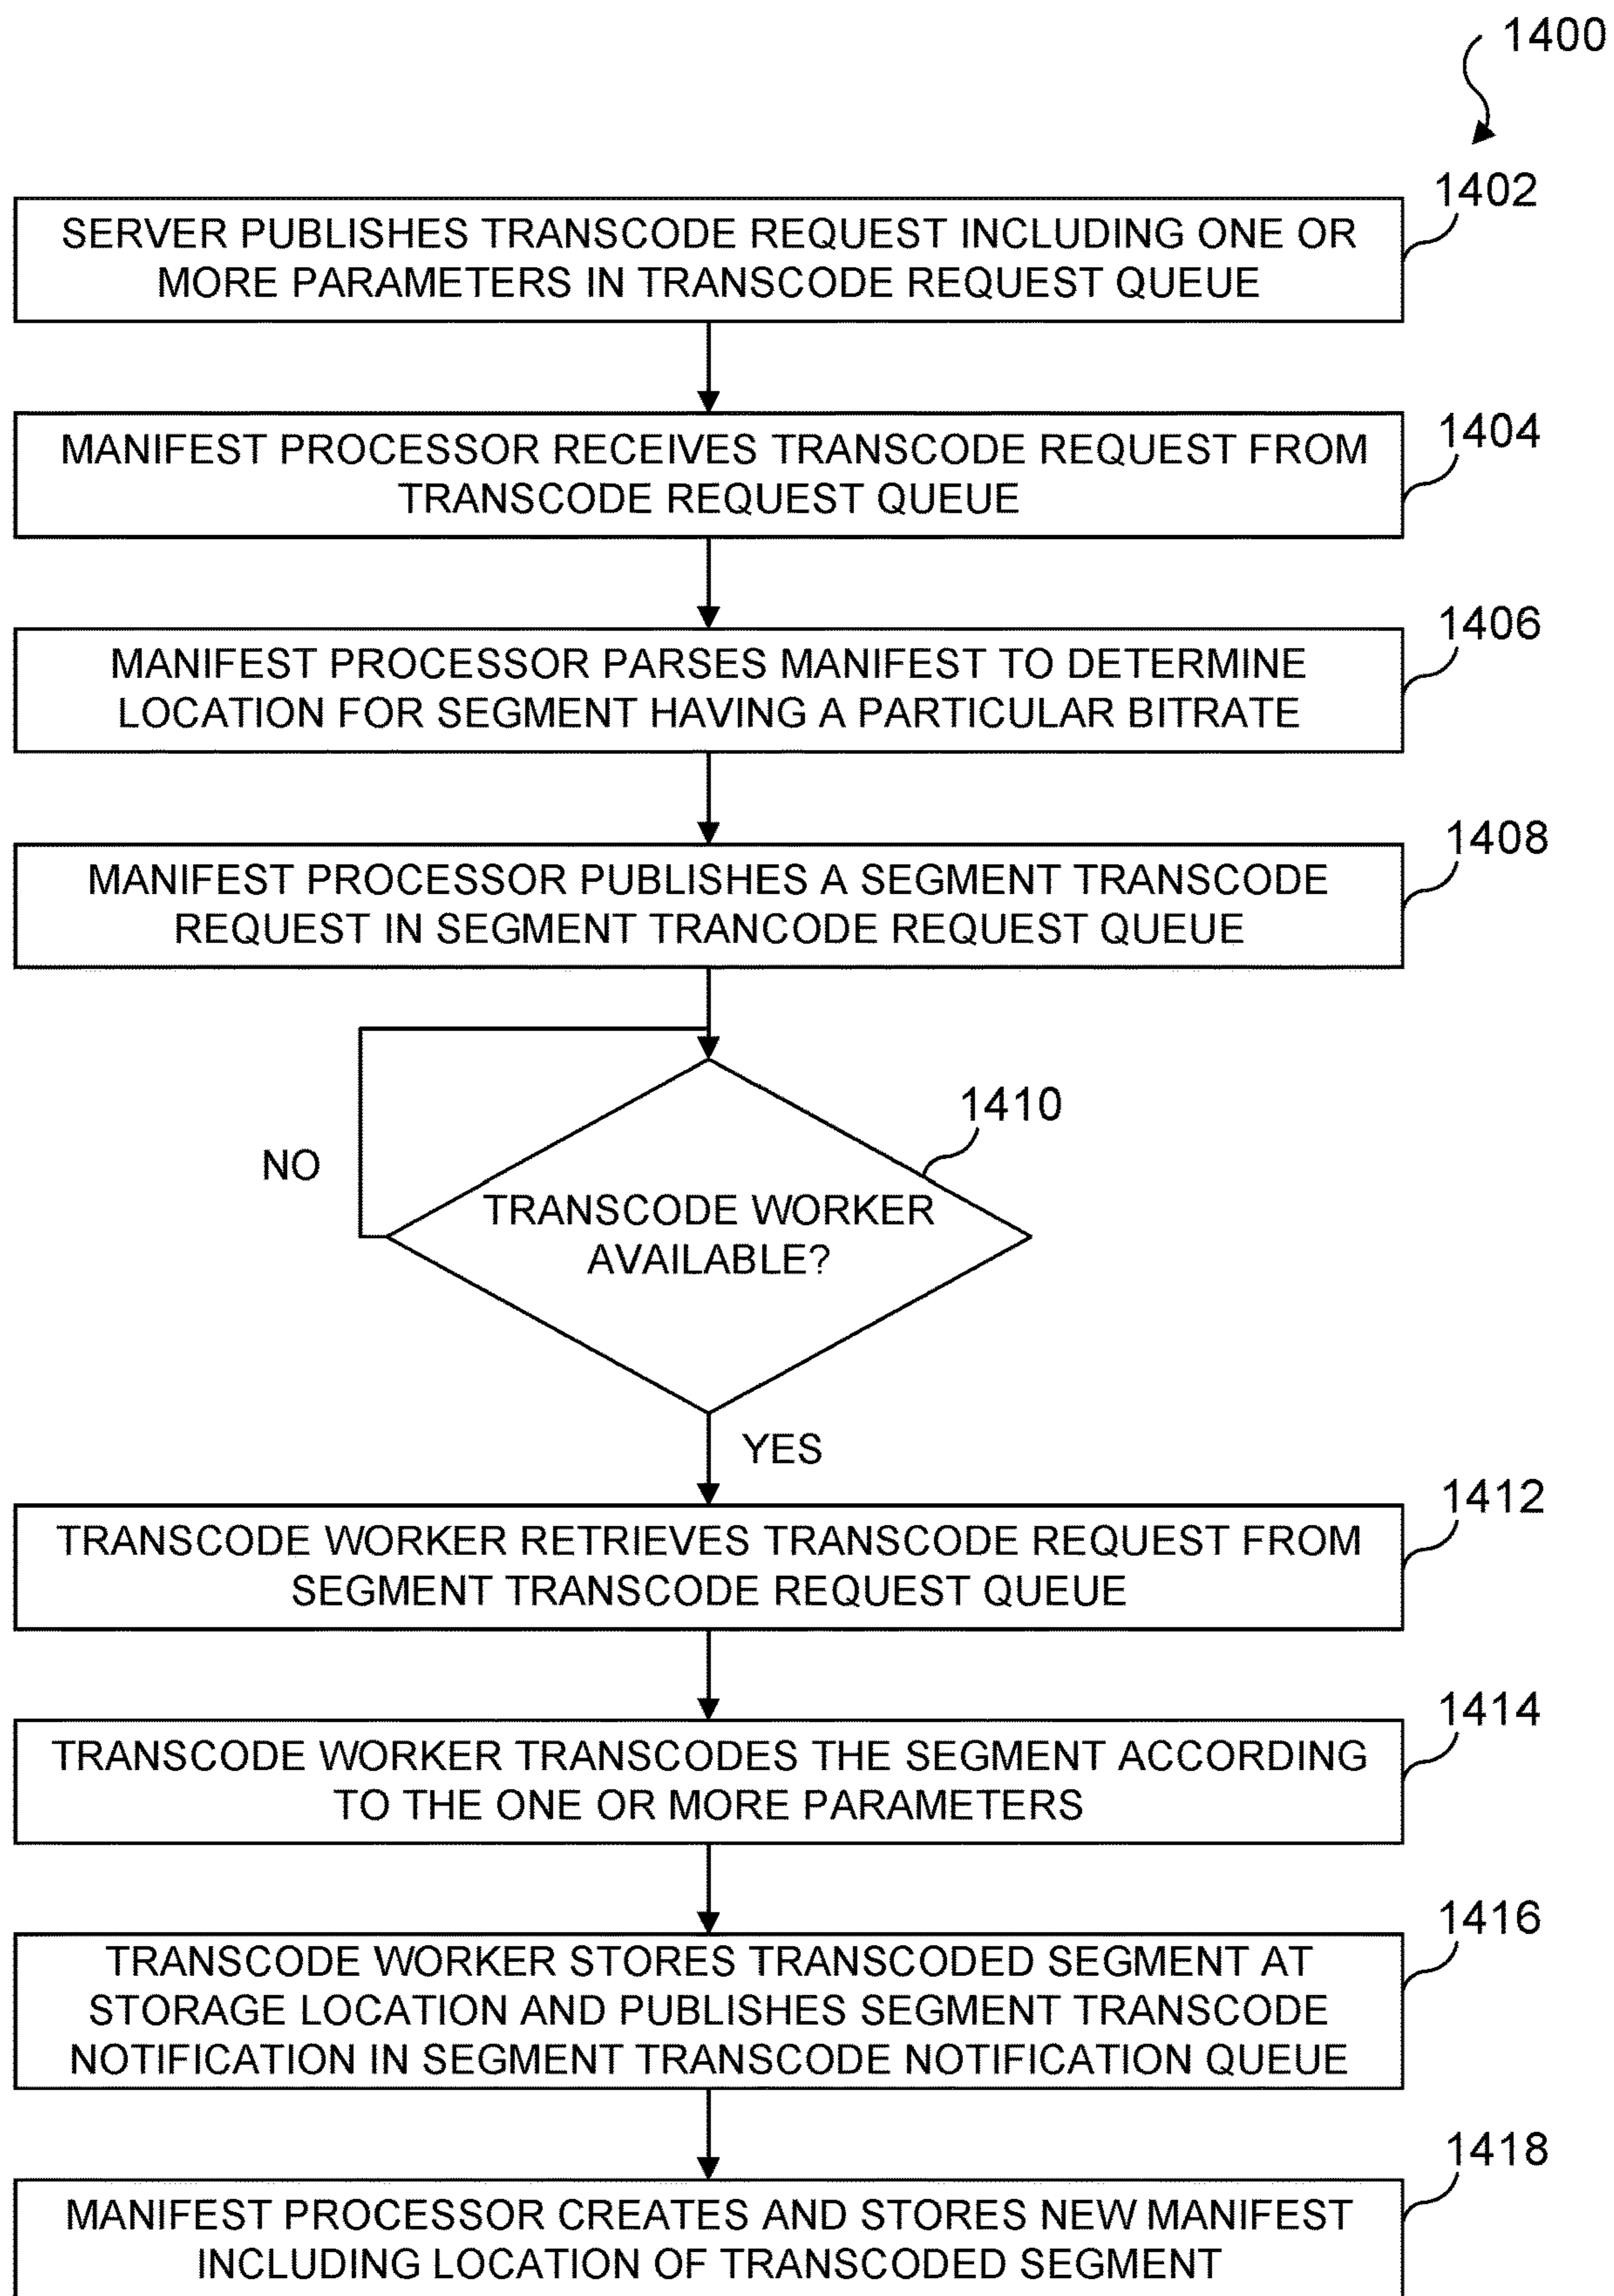 1400
1402
SERVER PUBLISHES TRANSCODE REQUEST INCLUDING ONE OR
MORE PARAMETERS IN TRANSCODE REQUEST QUEUE
1404
MANIFEST PROCESSOR RECEIVES TRANSCODE REQUEST FROM
TRANSCODE REQUEST QUEUE
1406
MANIFEST PROCESSOR PARSES MANIFEST TO DETERMINE
LOCATION FOR SEGMENT HAVING A PARTICULAR BITRATE
1408
MANIFEST PROCESSOR PUBLISHES A SEGMENT TRANSCODE
REQUEST IN SEGMENT TRANCODE REQUEST QUEUE
1410
NO
TRANSCODE WORKER
AVAILABLE?
YES
1412
TRANSCODE WORKER RETRIEVES TRANSCODE REQUEST FROM
SEGMENT TRANSCODE REQUEST QUEUE
1414
TRANSCODE WORKER TRANSCODES THE SEGMENT ACCORDING
TO THE ONE OR MORE PARAMETERS
1416
TRANSCODE WORKER STORES TRANSCODED SEGMENT AT
STORAGE LOCATION AND PUBLISHES SEGMENT TRANSCODE
NOTIFICATION IN SEGMENT TRANSCODE NOTIFICATION QUEUE
1418
MANIFEST PROCESSOR CREATES AND STORES NEW MANIFEST
INCLUDING LOCATION OF TRANSCODED SEGMENT